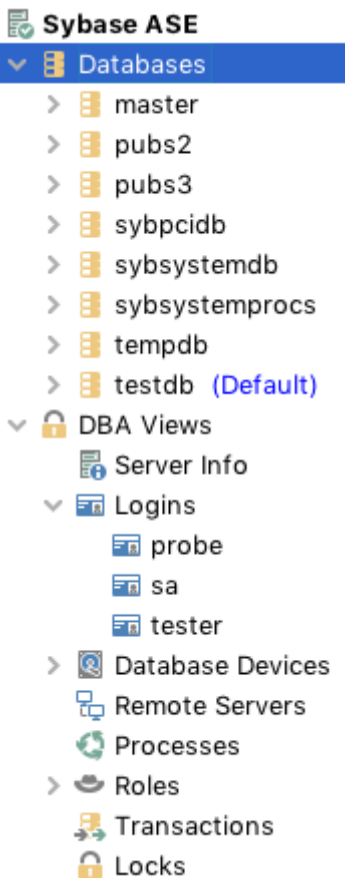 Sybase ASE
Databases
master
pubs2
pubs3
sybpcidb
sybsystemdb
sybsystemprocs
tempdb
testdb (Default)
DBA Views
Server Info
Logins
probe
sa
tester
Database Devices
Remote Servers
Processes
Roles
Transactions
Locks